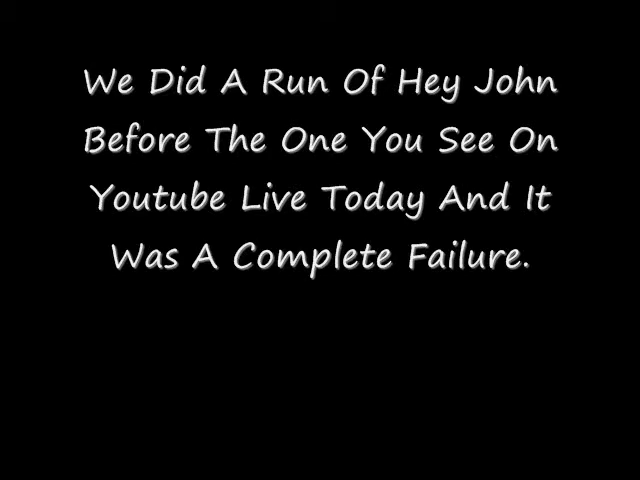 We Did A Run Of Hey John
Before The One You See On
Youtube Live Today And It
Was A Complete Failure.